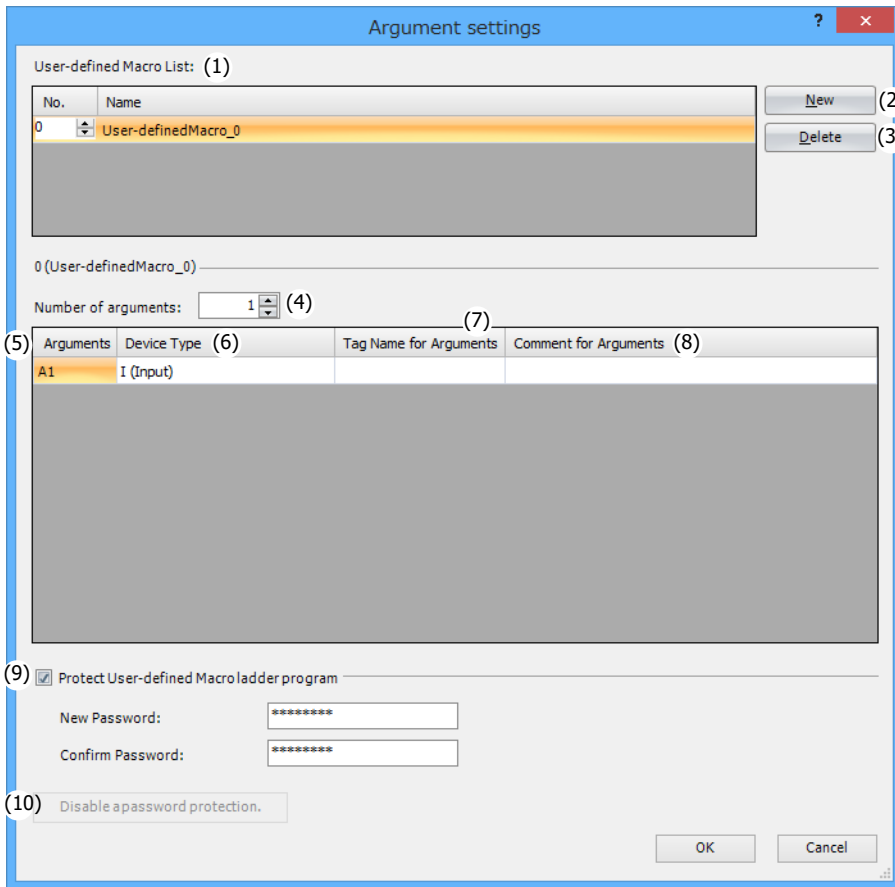 Argument settings ? ×
User-defined Macro List: (1)
No. Name New (2
0 User-definedMacro_0
Delete (3
0 (User-definedMacro_0)
Number of arguments: 1 (4)
(7)
(5) Arguments Device Type (6) Tag Name for Arguments Comment for Arguments (8)
A1 I (Input)
(9) Protect User-defined Macro ladder program
New Password: ********
Confirm Password: ********
(10) Disable a password protection.
OK Cancel